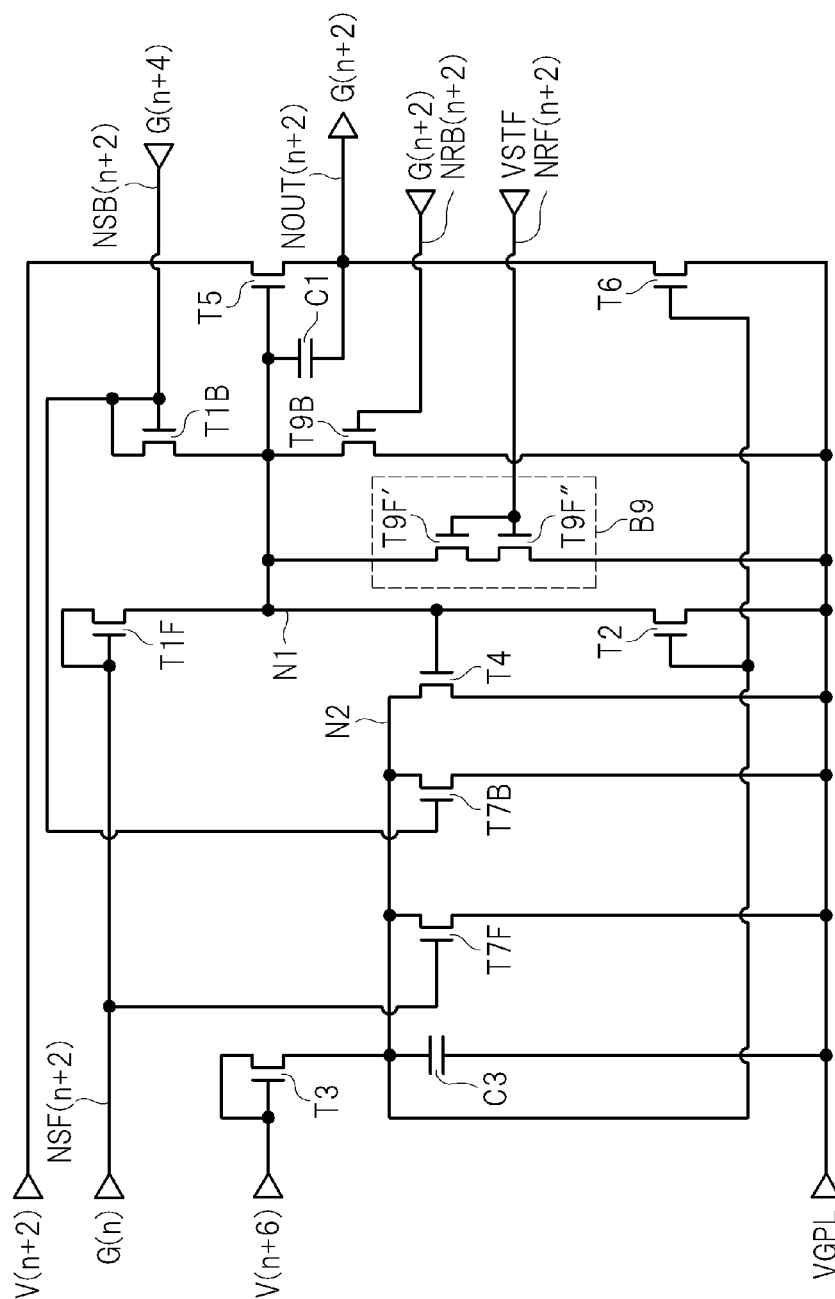 V(n+2)
NSF(n+2)
G(n)
V(n+6)
VGPL
T3
C3
T7F
T7B
N2
T4
T1F
N1
T2
T9F′
T9F″
B9
T1B
T9B
T5
C1
T6
NSB(n+2)
G(n+4)
NOUT(n+2)
G(n+2)
G(n+2)
NRB(n+2)
VSTF
NRF(n+2)